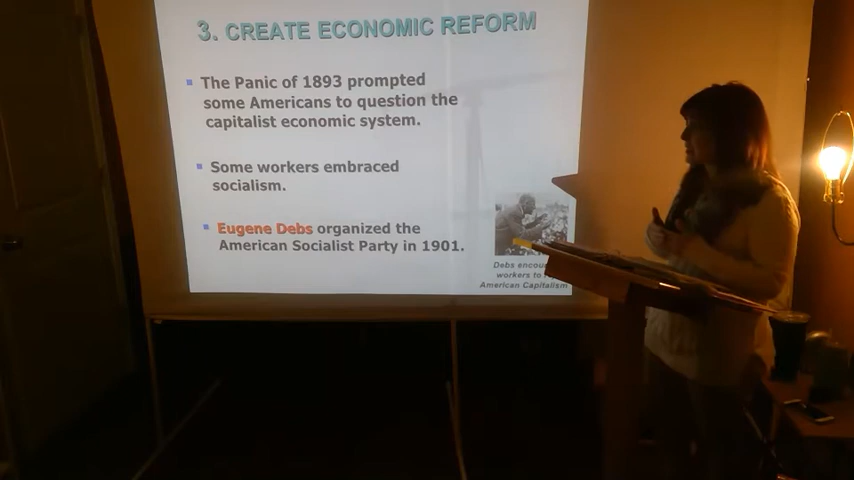 3. CREATE ECONOMIC REFORM
The Panic of 1893 prompted
some Americans to question the
capitalist economic system.
Some workers embraced
socialism.
Eugene Debs organized the
American Socialist Party in 1901.
Debs
workers to
American Capitalism